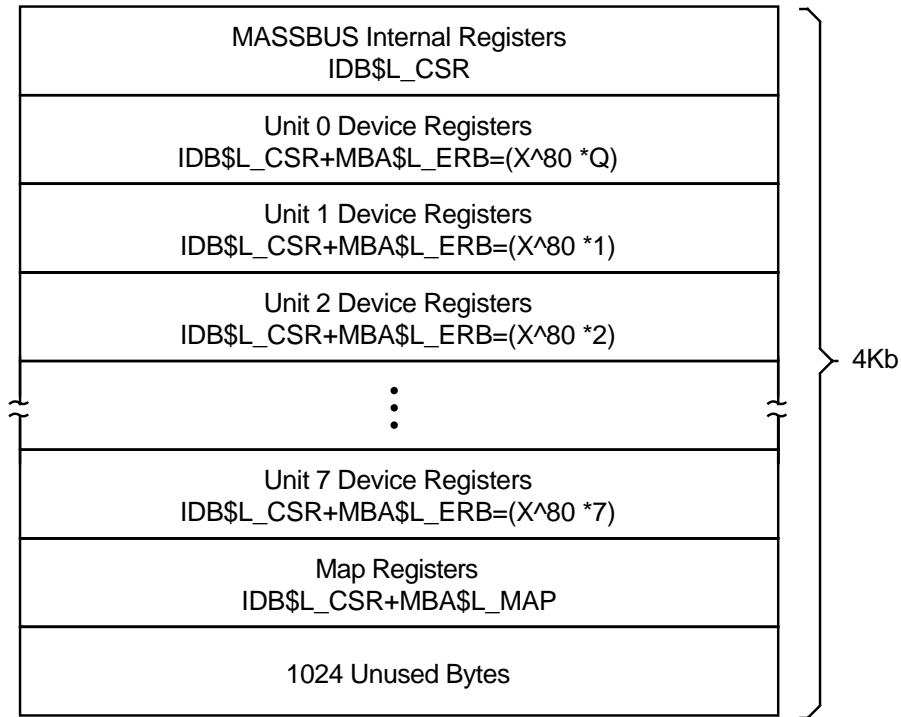 MASSBUS Internal Registers
IDB$L_CSR
Unit 0 Device Registers
IDB$L_CSR+MBA$L_ERB=(X^80 *Q)
Unit 1 Device Registers
IDB$L_CSR+MBA$L_ERB=(X^80 *1)
Unit 2 Device Registers
IDB$L_CSR+MBA$L_ERB=(X^80 *2)
4Kb
Unit 7 Device Registers
IDB$L_CSR+MBA$L_ERB=(X^80 *7)
Map Registers
IDB$L_CSR+MBA$L_MAP
1024 Unused Bytes